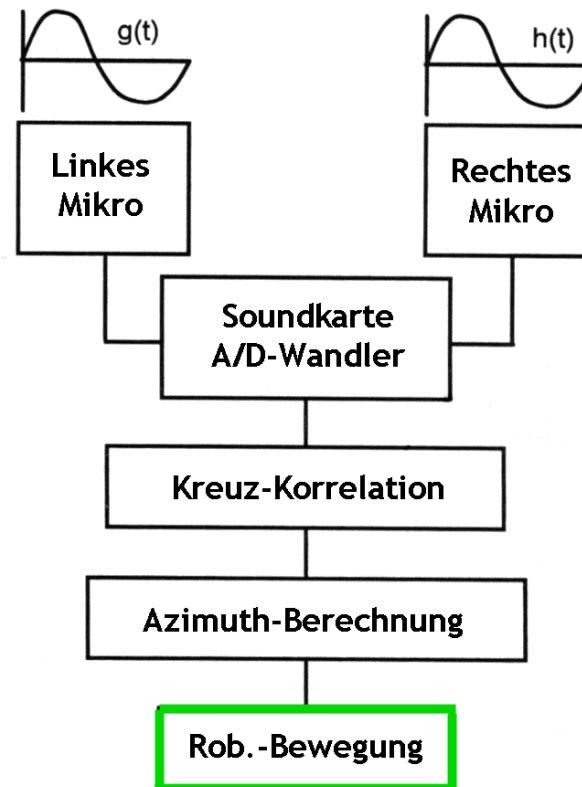 g(t)
h(t)
Linkes
Mikro
Rechtes
Mikro
Soundkarte
A/D-Wandler
Kreuz-Korrelation
Azimuth-Berechnung
Rob.-Bewegung